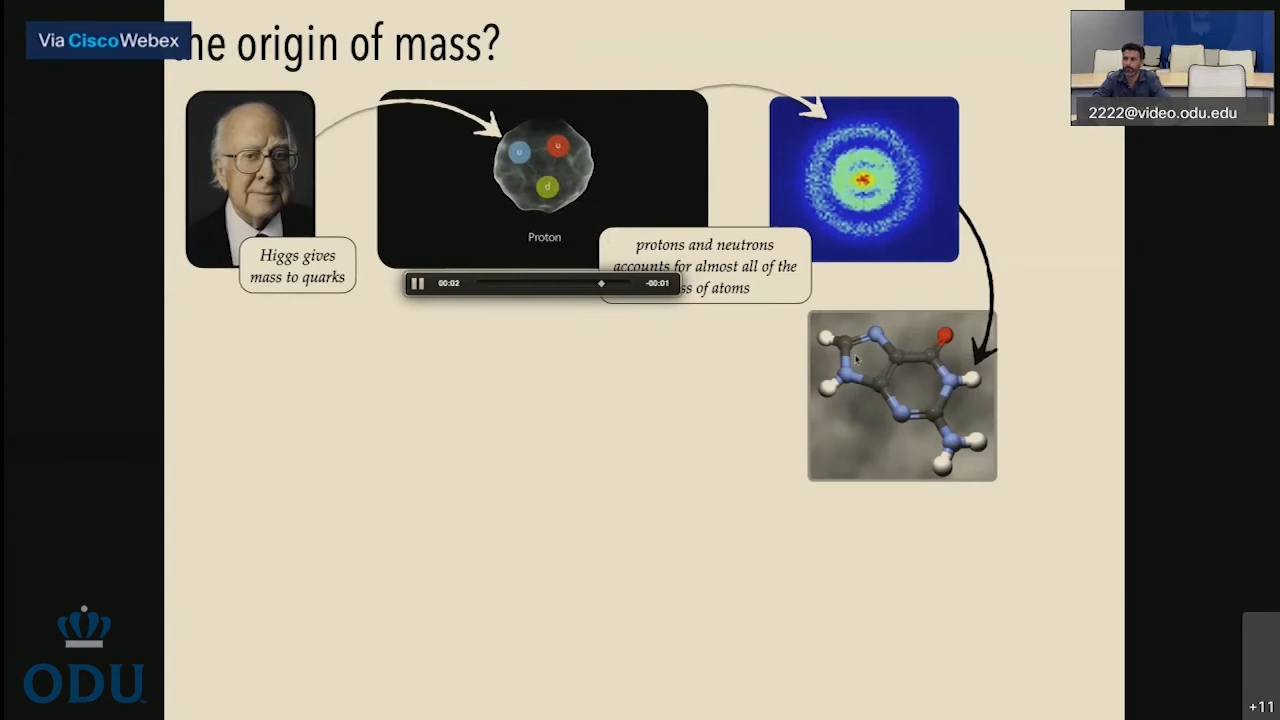 Via CiscoWebex
he origin of mass?
2222@video.odu.edu
u
u
d
Proton
Higgs gives
mass to quarks
protons and neutrons
accounts for almost all of the
of atoms
00:02
-00:01
ODU
+11